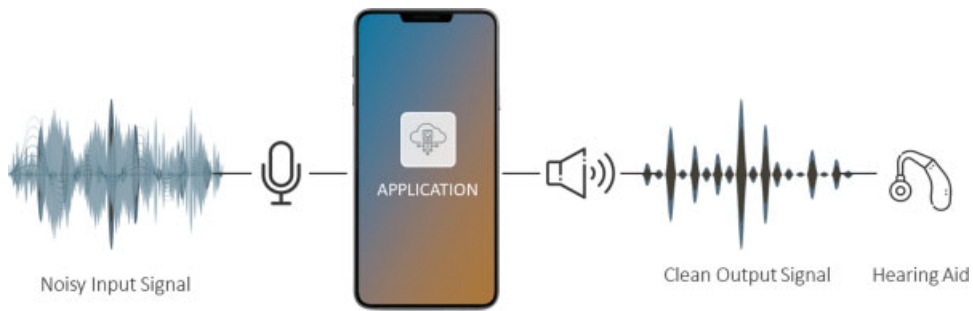 APPLICATION
Noisy Input Signal
Clean Output Signal
Hearing Aid